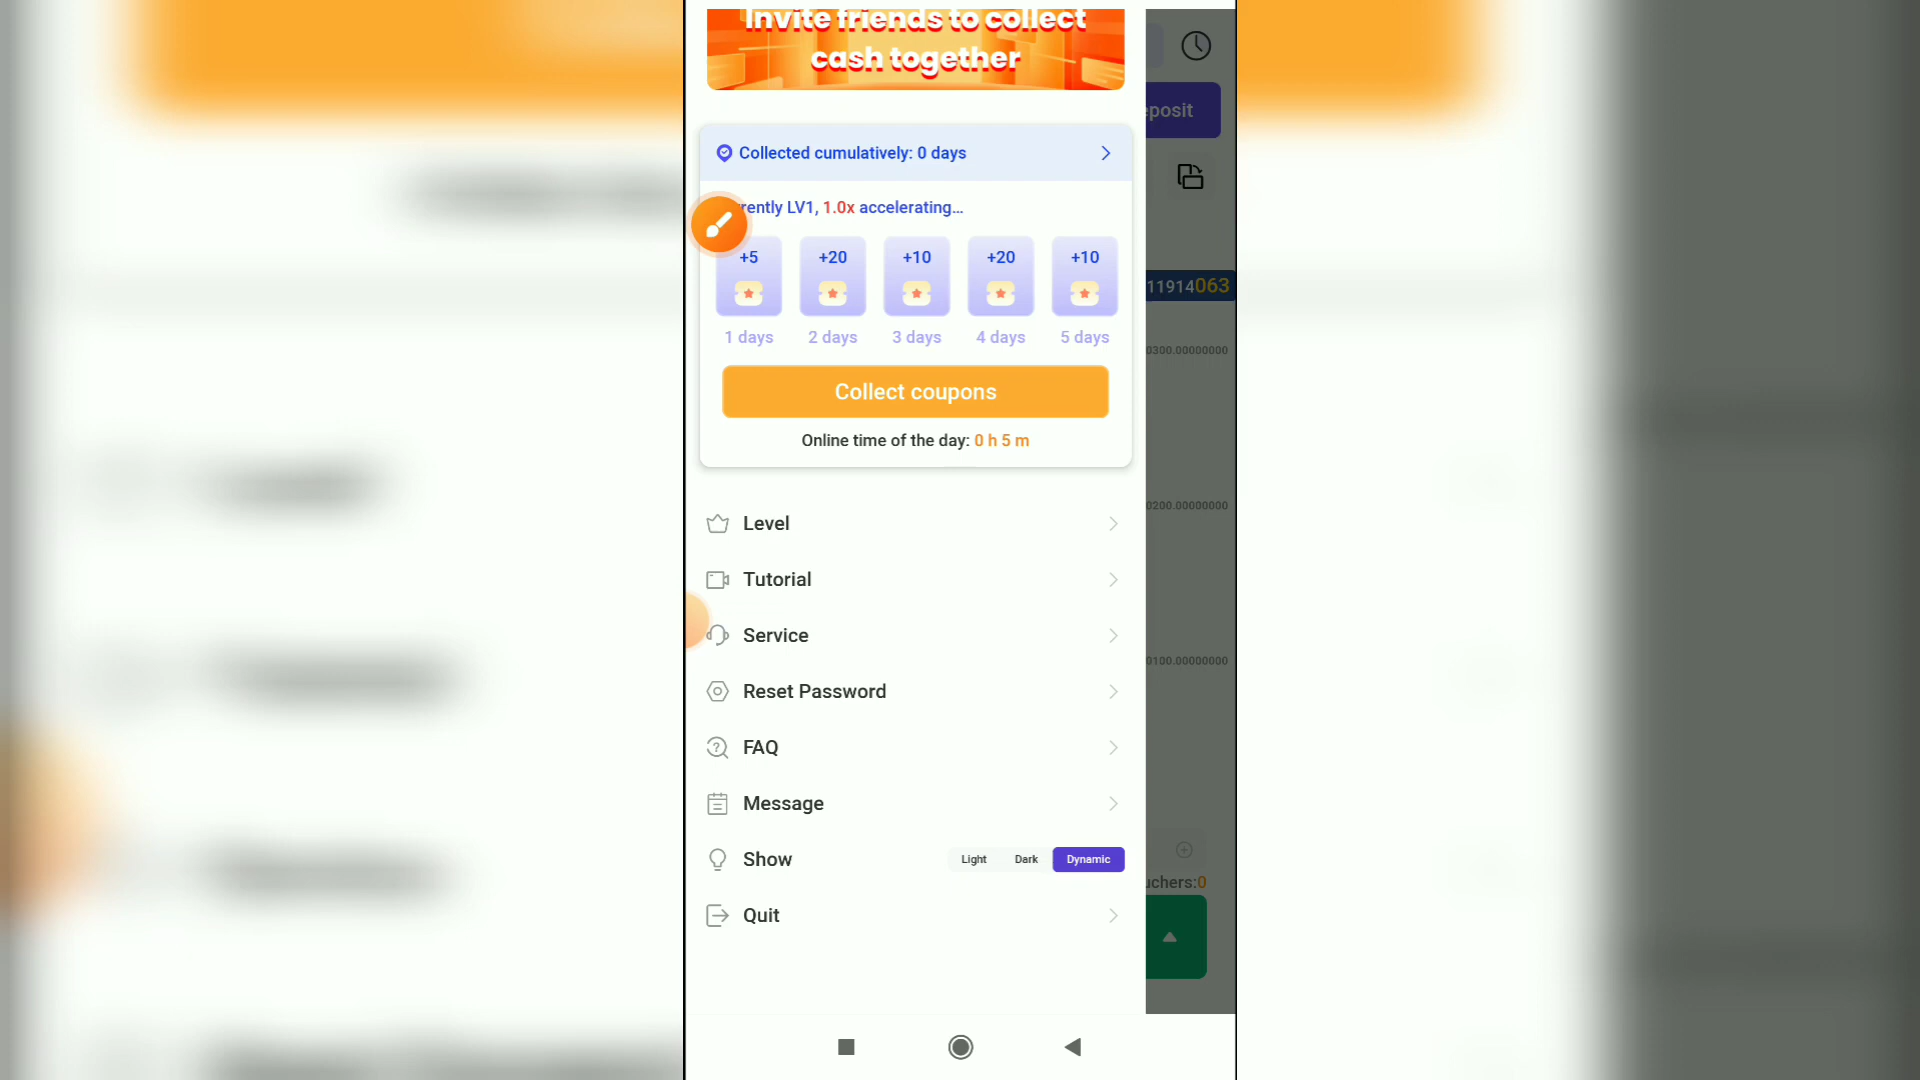 Invite friends to collect
cash together
posit
Collected cumulatively: 0 days
rently LV1, 1.0x accelerating...
+5 +20 +10 +20 +10
1 days 2 days 3 days 4 days 5 days
Collect coupons
Online time of the day: 0 h 5 m
11914063
0300.00000000
0200.00000000
0100.00000000
Level
Tutorial
Service
Reset Password
FAQ
Message
Show Light Dark Dynamic
uchers:0
Quit